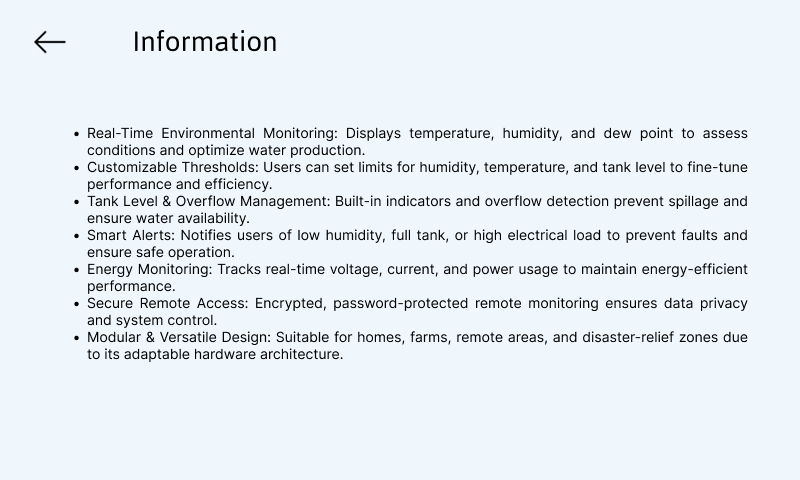 Information
• Real-Time Environmental Monitoring: Displays temperature, humidity, and dew point to assess
conditions and optimize water production.
• Customizable Thresholds: Users can set limits for humidity, temperature, and tank level to fine-tune
performance and efficiency.
• Tank Level & Overflow Management: Built-in indicators and overflow detection prevent spillage and
ensure water availability.
• Smart Alerts: Notifies users of low humidity, full tank, or high electrical load to prevent faults and
ensure safe operation.
• Energy Monitoring: Tracks real-time voltage, current, and power usage to maintain energy-efficient
performance.
• Secure Remote Access: Encrypted, password-protected remote monitoring ensures data privacy
and system control.
• Modular & Versatile Design: Suitable for homes, farms, remote areas, and disaster-relief zones due
to its adaptable hardware architecture.